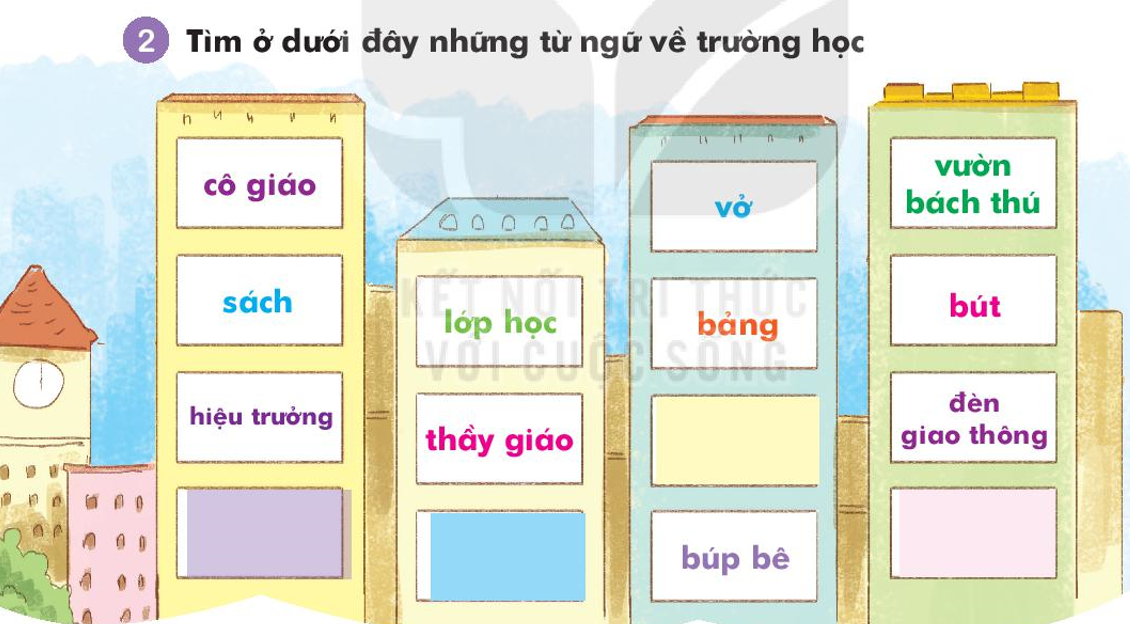 2 Tìm ở dưới đây những từ ngữ về trường học
cô giáo
sách
hiệu trưởng
lớp học
thầy giáo
vở
bảng
búp bê
vườn
bách thú
bút
đèn
giao thông
KẾT NỐI TRI THỨC
VỚI CUỘC SỐNG